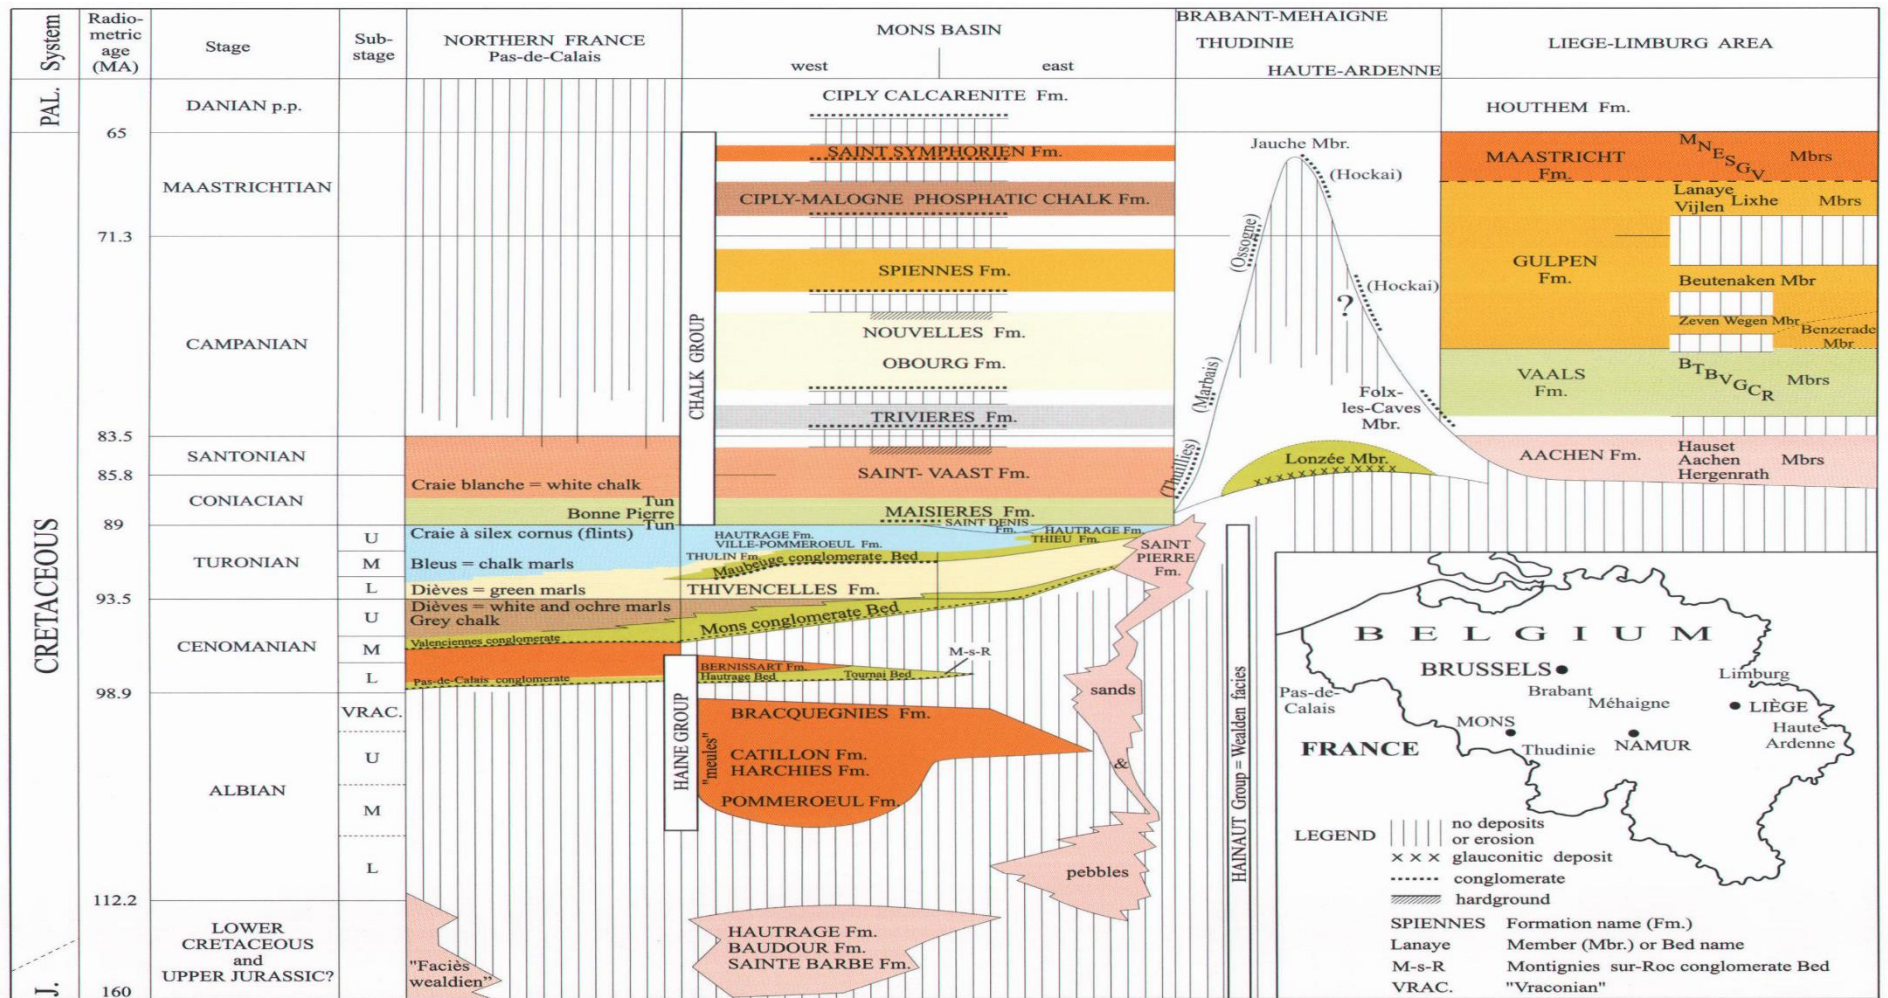 System
Radio-
metric
age
(MA)
Stage
Sub-
stage
NORTHERN FRANCE
Pas-de-Calais
MONS BASIN
west
east
BRABANT-MEHAIGNE
THUDINIE
HAUTE-ARDENNE
LIEGE-LIMBURG AREA
PAL.
CRETACEOUS
J.
65
71.3
83.5
85.8
89
93.5
98.9
112.2
160
DANIAN p.p.
MAASTRICHTIAN
CAMPANIAN
SANTONIAN
CONIACIAN
TURONIAN
CENOMANIAN
ALBIAN
LOWER
CRETACEOUS
and
UPPER JURASSIC?
U
M
L
U
M
L
VRAC.
U
M
L
Craie blanche = white chalk
Tun
Bonne Pierre
Tun
Craie à silex cornus (flints)
Bleus = chalk marls
Dièves = green marls
Dièves = white and ochre marls
Grey chalk
Valenciennes conglomerate
Pas-de-Calais conglomerate
"Faciès
wealdien"
CHALK GROUP
HAINE GROUP
"meules"
CIPLY CALCARENITE Fm.
SAINT SYMPHORIEN Fm.
CIPLY-MALOGNE PHOSPHATIC CHALK Fm.
SPIENNES Fm.
NOUVELLES Fm.
OBOURG Fm.
TRIVIERES Fm.
SAINT- VAAST Fm.
MAISIERES Fm.
SAINT DENIS
Fm.
HAUTRAGE Fm.
HAUTRAGE Fm.
VILLE-POMMEROEUL Fm.
THIEU Fm.
THULIN Fm.
Maubeuge conglomerate Bed
THIVENCELLES Fm.
Mons conglomerate Bed
M-s-R
BERNISSART Fm.
Hautrage Bed
Tournai Bed
BRACQUEGNIES Fm.
CATILLON Fm.
HARCHIES Fm.
POMMEROEUL Fm.
HAUTRAGE Fm.
BAUDOUR Fm.
SAINTE BARBE Fm.
SAINT
PIERRE
Fm.
sands
&
pebbles
HAINAUT Group = Wealden facies
Jauche Mbr.
(Hockai)
(Ossogne)
(Hockai)
?
(Marbais)
Folx-
les-Caves
Mbr.
(Thuillies)
Lonzée Mbr.
HOUTHEM Fm.
MAASTRICHT
Fm.
M N E S G V
Mbrs
Lanaye
Vijlen Lixhe Mbrs
GULPEN
Fm.
Beutenaken Mbr
Zeven Wegen Mbr
Benzerade
Mbr
VAALS
Fm.
B T B V G C R
Mbrs
AACHEN Fm.
Hauset
Aachen
Hergenrath
Mbrs
BELGIUM
BRUSSELS
Brabant
Méhaigne
Limburg
LIÈGE
Haute-
Ardenne
Pas-de-
Calais
MONS
FRANCE
Thudinie
NAMUR
LEGEND
no deposits
or erosion
x x x glauconitic deposit
conglomerate
hardground
SPIENNES Formation name (Fm.)
Lanaye Member (Mbr.) or Bed name
M-s-R Montignies sur-Roc conglomerate Bed
VRAC. "Vraconian"